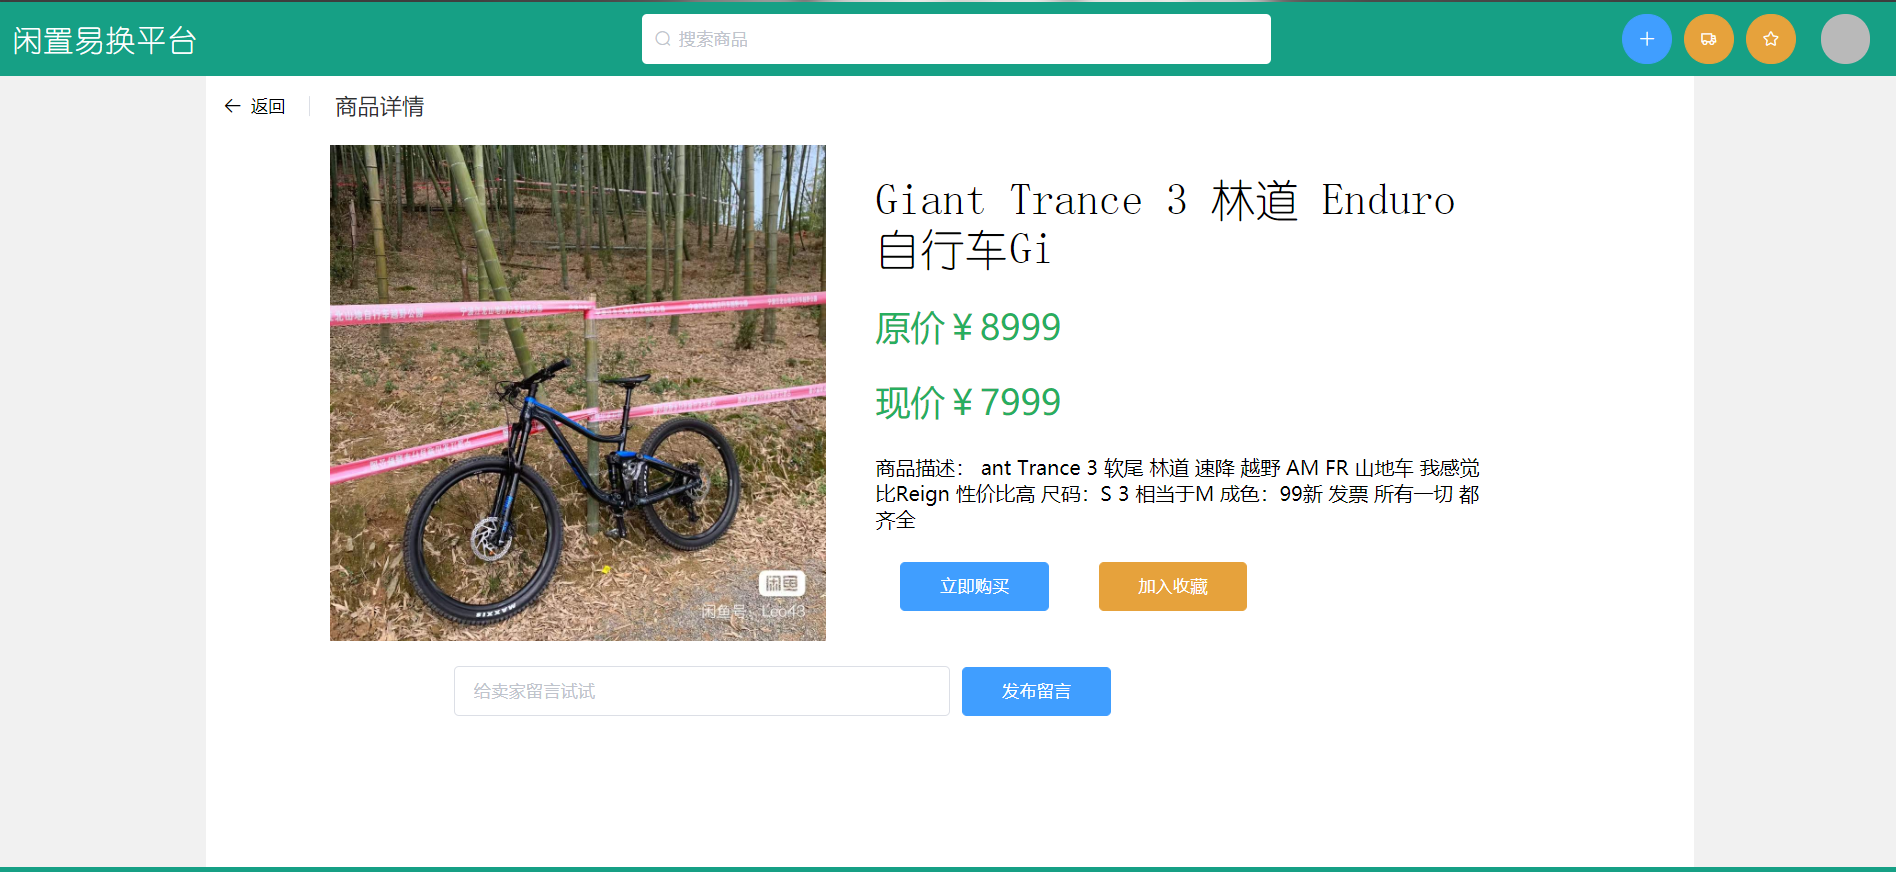 闲置易换平台
搜索商品
返回
商品详情
Giant Trance 3 林道 Enduro
自行车Gi
原价￥8999
现价￥7999
商品描述： ant Trance 3 软尾 林道 速降 越野 AM FR 山地车 我感觉
比Reign 性价比高 尺码：S 3 相当于M 成色：99新 发票 所有一切 都
齐全
MAXXIS
闲鱼
闲鱼号：Leo43
立即购买
加入收藏
给卖家留言试试
发布留言